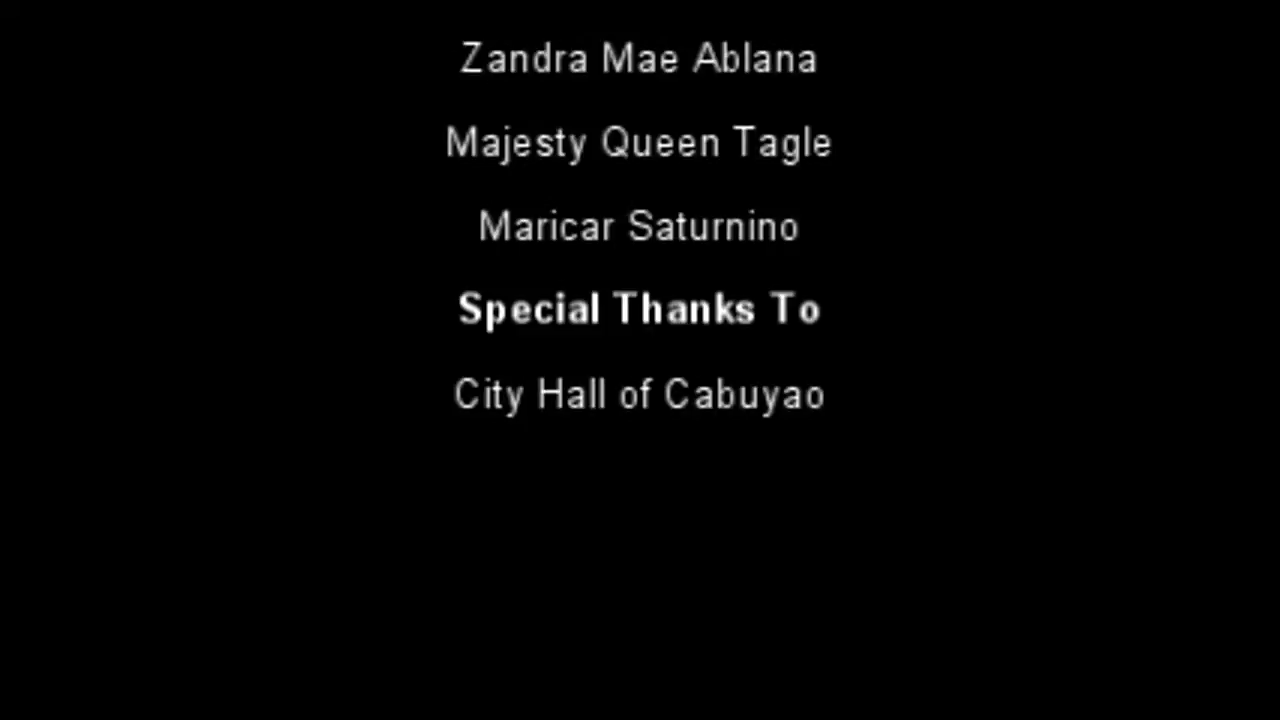 Zandra Mae Ablana
Majesty Queen Tagle
Maricar Saturnino
Special Thanks To
City Hall of Cabuyao